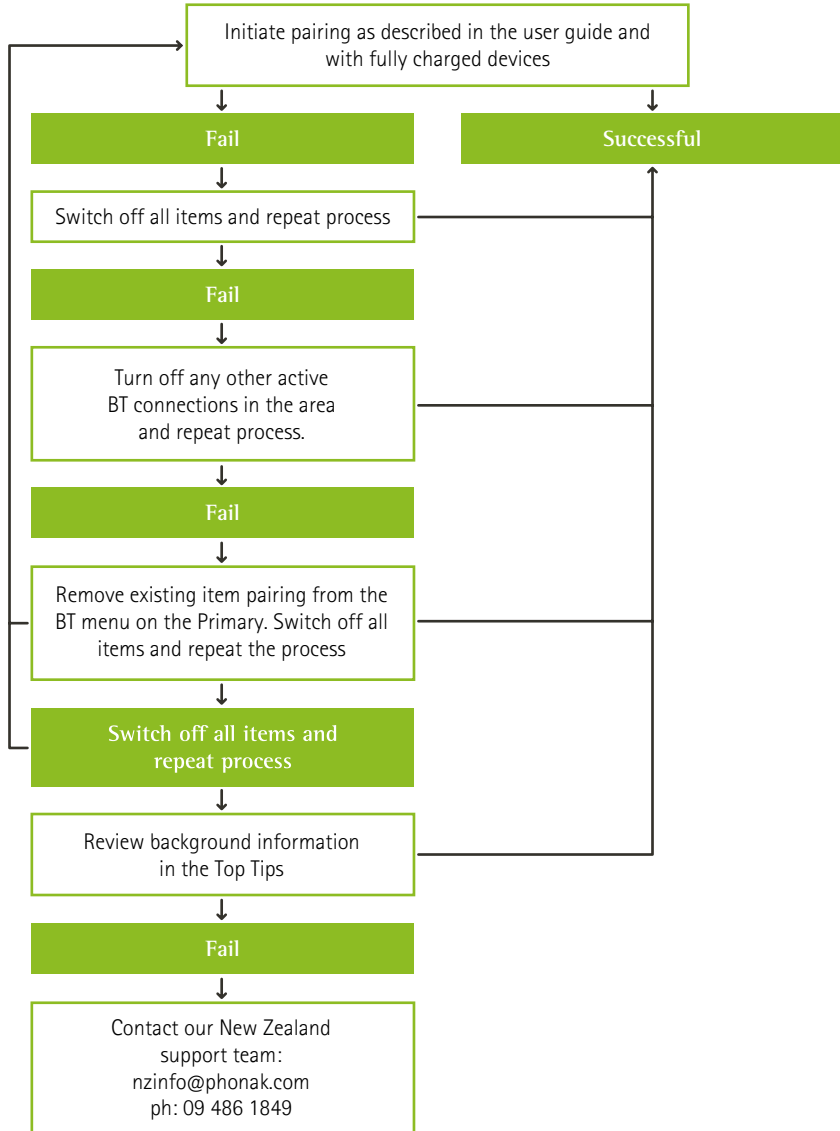 Initiate pairing as described in the user guide and
with fully charged devices
Fail
Successful
Switch off all items and repeat process
Fail
Turn off any other active
BT connections in the area
and repeat process.
Fail
Remove existing item pairing from the
BT menu on the Primary. Switch off all
items and repeat the process
Switch off all items and
repeat process
Review background information
in the Top Tips
Fail
Contact our New Zealand
support team:
nzinfo@phonak.com
ph: 09 486 1849